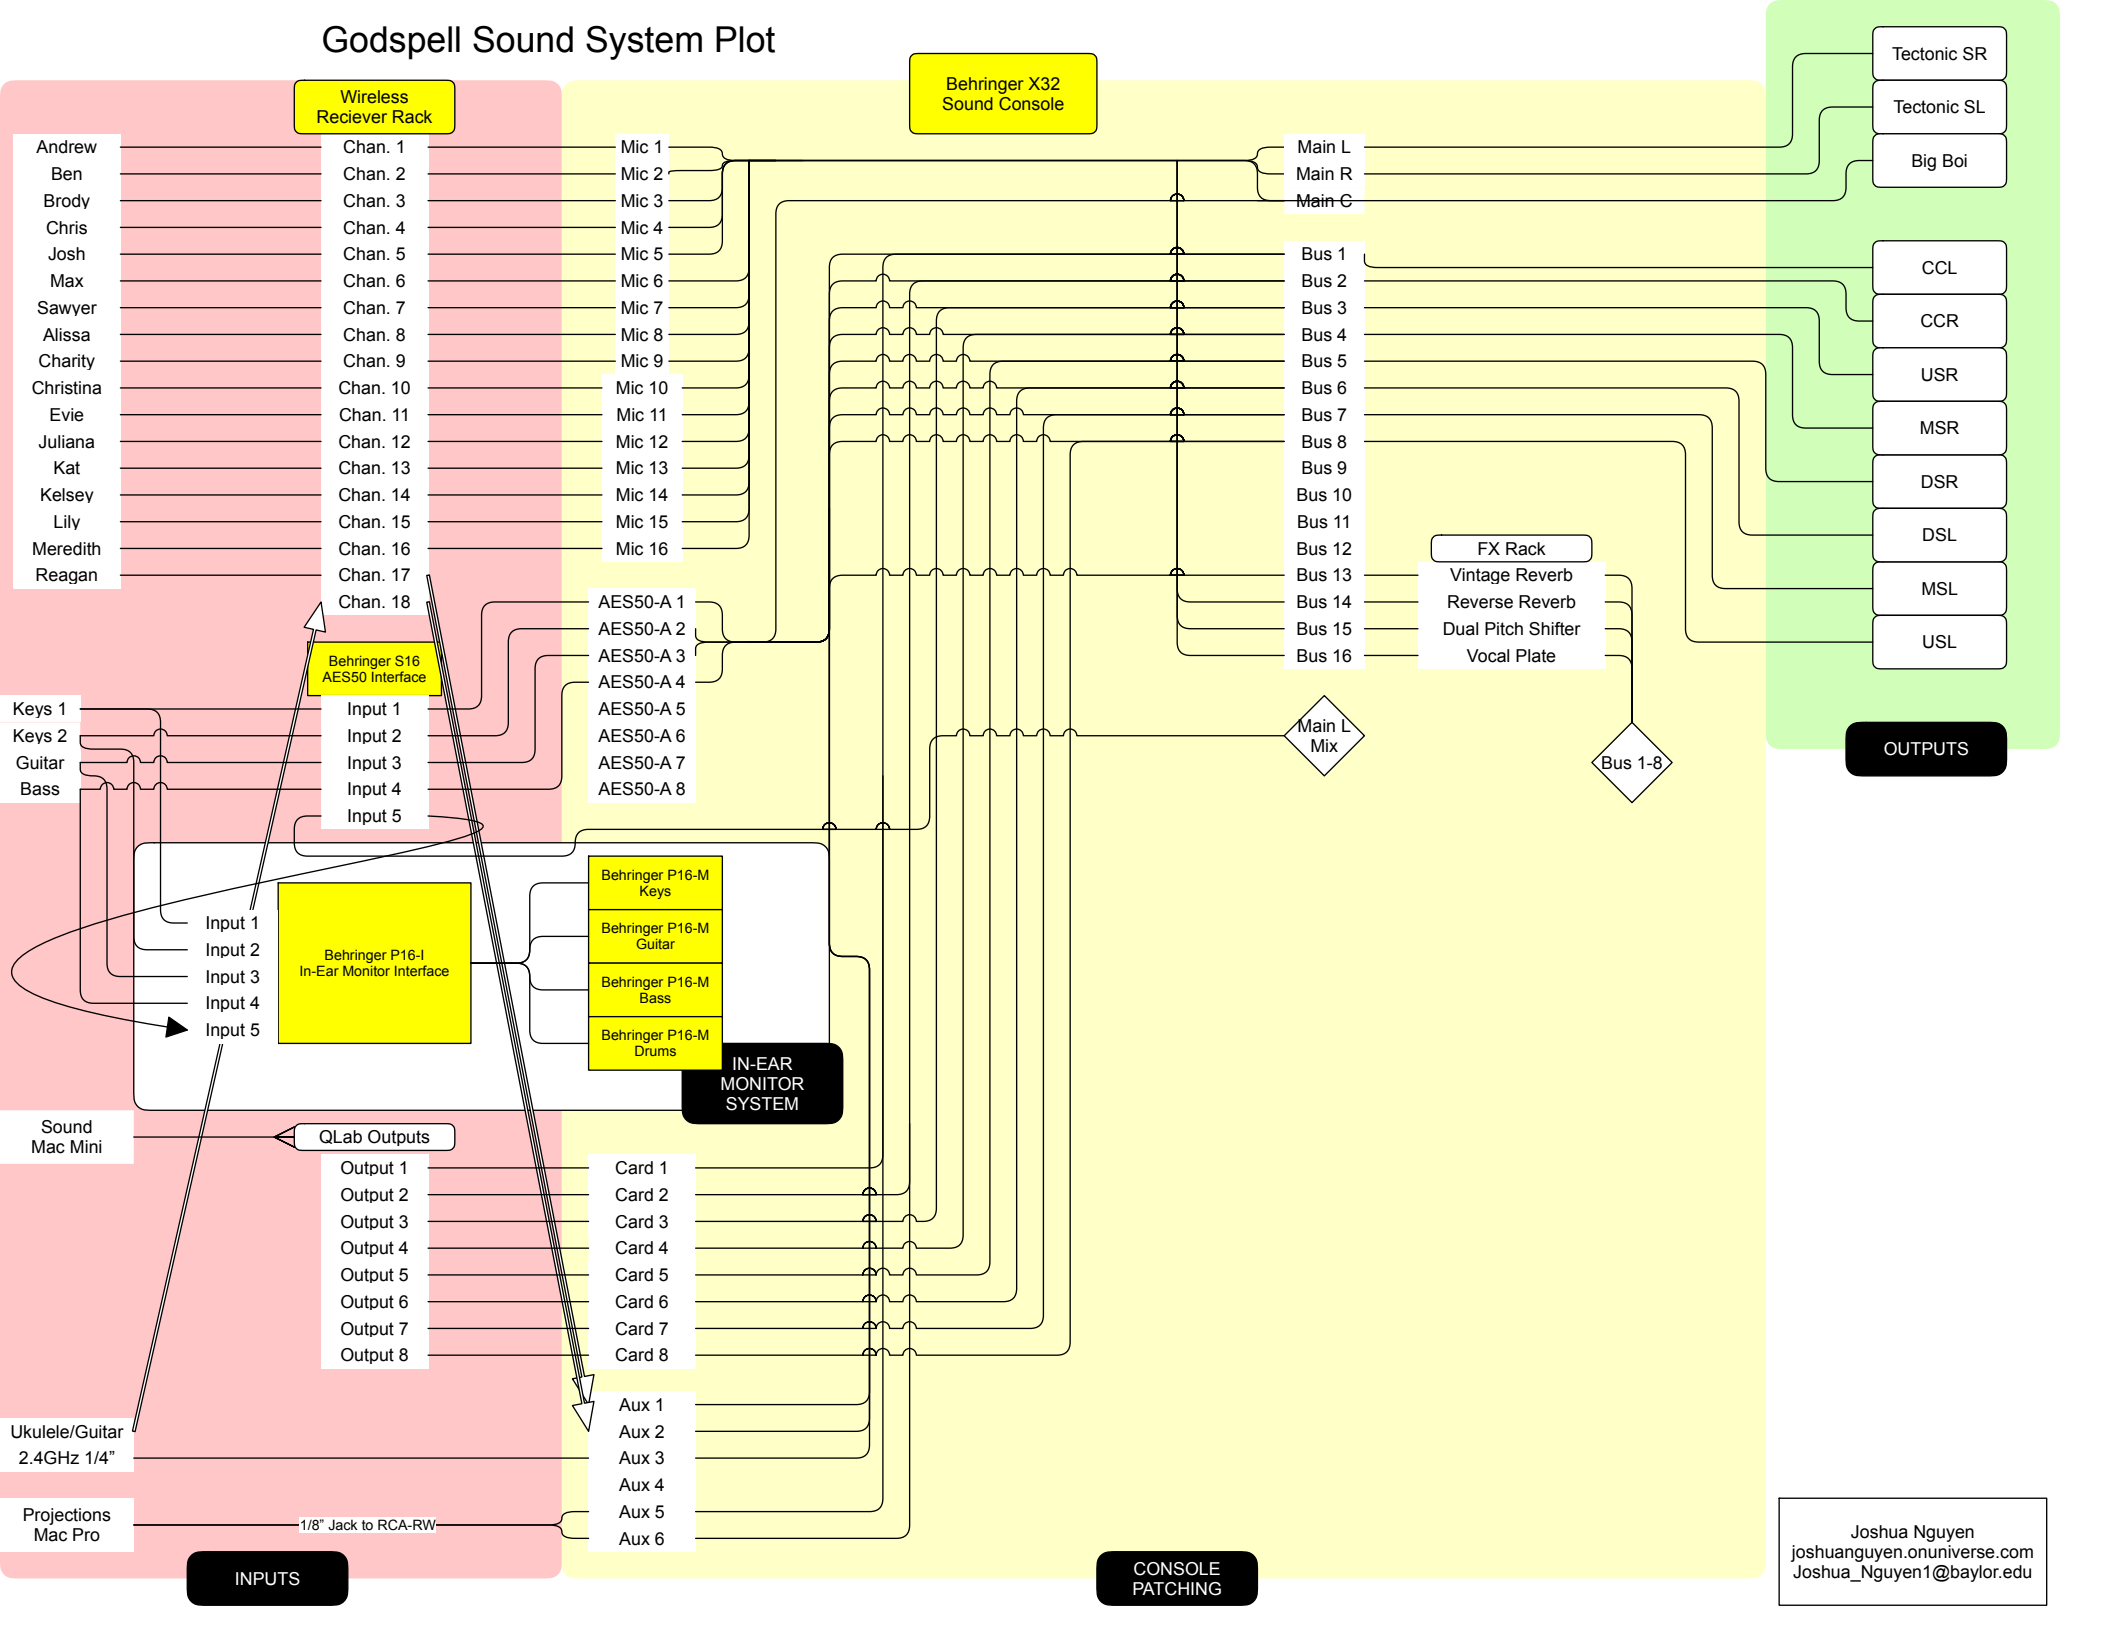 Godspell Sound System Plot
Wireless
Reciever Rack
Behringer X32
Sound Console
Andrew
Ben
Brody
Chris
Josh
Max
Sawyer
Alissa
Charity
Christina
Evie
Juliana
Kat
Kelsey
Lily
Meredith
Reagan
Chan. 1
Chan. 2
Chan. 3
Chan. 4
Chan. 5
Chan. 6
Chan. 7
Chan. 8
Chan. 9
Chan. 10
Chan. 11
Chan. 12
Chan. 13
Chan. 14
Chan. 15
Chan. 16
Chan. 17
Chan. 18
Mic 1
Mic 2
Mic 3
Mic 4
Mic 5
Mic 6
Mic 7
Mic 8
Mic 9
Mic 10
Mic 11
Mic 12
Mic 13
Mic 14
Mic 15
Mic 16
Main L
Main R
Main C
Bus 1
Bus 2
Bus 3
Bus 4
Bus 5
Bus 6
Bus 7
Bus 8
Bus 9
Bus 10
Bus 11
Bus 12
Bus 13
Bus 14
Bus 15
Bus 16
FX Rack
Vintage Reverb
Reverse Reverb
Dual Pitch Shifter
Vocal Plate
Main L
Mix
Bus 1-8
Tectonic SR
Tectonic SL
Big Boi
CCL
CCR
USR
MSR
DSR
DSL
MSL
USL
OUTPUTS
Behringer S16
AES50 Interface
Keys 1
Keys 2
Guitar
Bass
Input 1
Input 2
Input 3
Input 4
Input 5
AES50-A 1
AES50-A 2
AES50-A 3
AES50-A 4
AES50-A 5
AES50-A 6
AES50-A 7
AES50-A 8
Input 1
Input 2
Input 3
Input 4
Input 5
Behringer P16-I
In-Ear Monitor Interface
Behringer P16-M
Keys
Behringer P16-M
Guitar
Behringer P16-M
Bass
Behringer P16-M
Drums
IN-EAR
MONITOR
SYSTEM
Sound
Mac Mini
QLab Outputs
Output 1
Output 2
Output 3
Output 4
Output 5
Output 6
Output 7
Output 8
Card 1
Card 2
Card 3
Card 4
Card 5
Card 6
Card 7
Card 8
Ukulele/Guitar
2.4GHz 1/4”
Projections
Mac Pro
1/8” Jack to RCA-RW
Aux 1
Aux 2
Aux 3
Aux 4
Aux 5
Aux 6
INPUTS
CONSOLE
PATCHING
Joshua Nguyen
joshuanguyen.onuniverse.com
Joshua_Nguyen1@baylor.edu